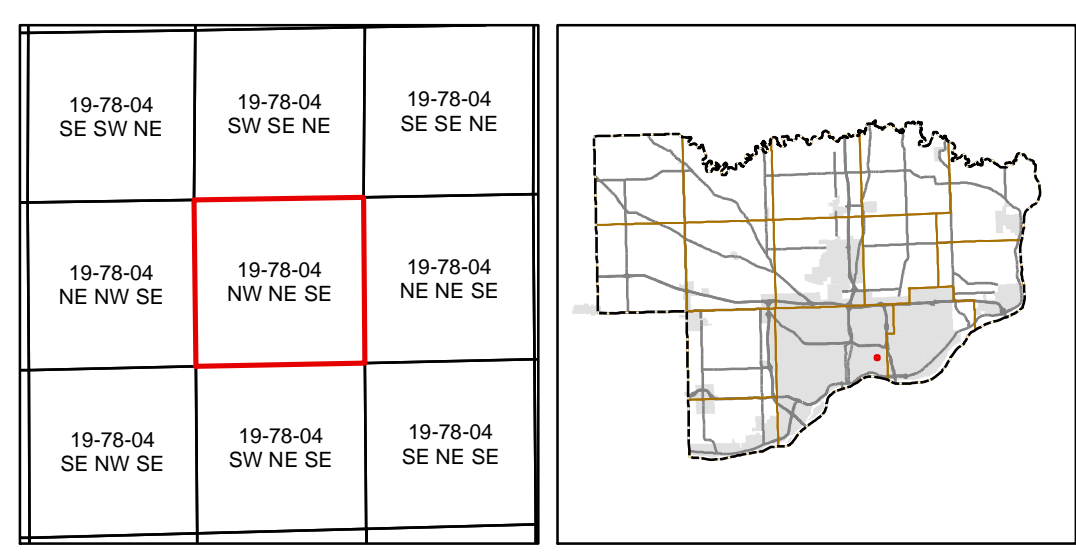 19-78-04
SE SW NE
19-78-04
SW SE NE
19-78-04
SE SE NE
19-78-04
NE NW SE
19-78-04
NW NE SE
19-78-04
NE NE SE
19-78-04
SE NW SE
19-78-04
SW NE SE
19-78-04
SE NE SE